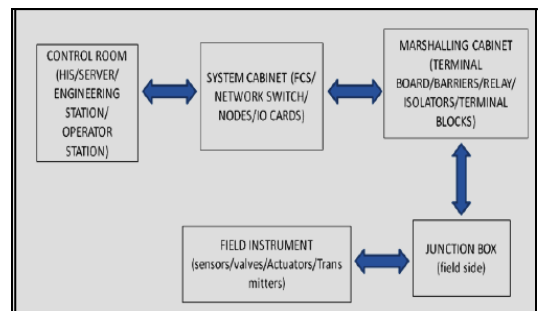 CONTROL ROOM
(HIS/SERVER/
ENGINEERING
STATION/
OPERATOR
STATION)
SYSTEM CABINET (FCS/
NETWORK SWITCH/
NODES/IO CARDS)
MARSHALLING CABINET
(TERMINAL
BOARD/BARRIERS/RELAY/
ISOLATORS/TERMINAL
BLOCKS)
FIELD INSTRUMENT
(sensors/valves/Actuators/Trans
mitters)
JUNCTION BOX
(field side)